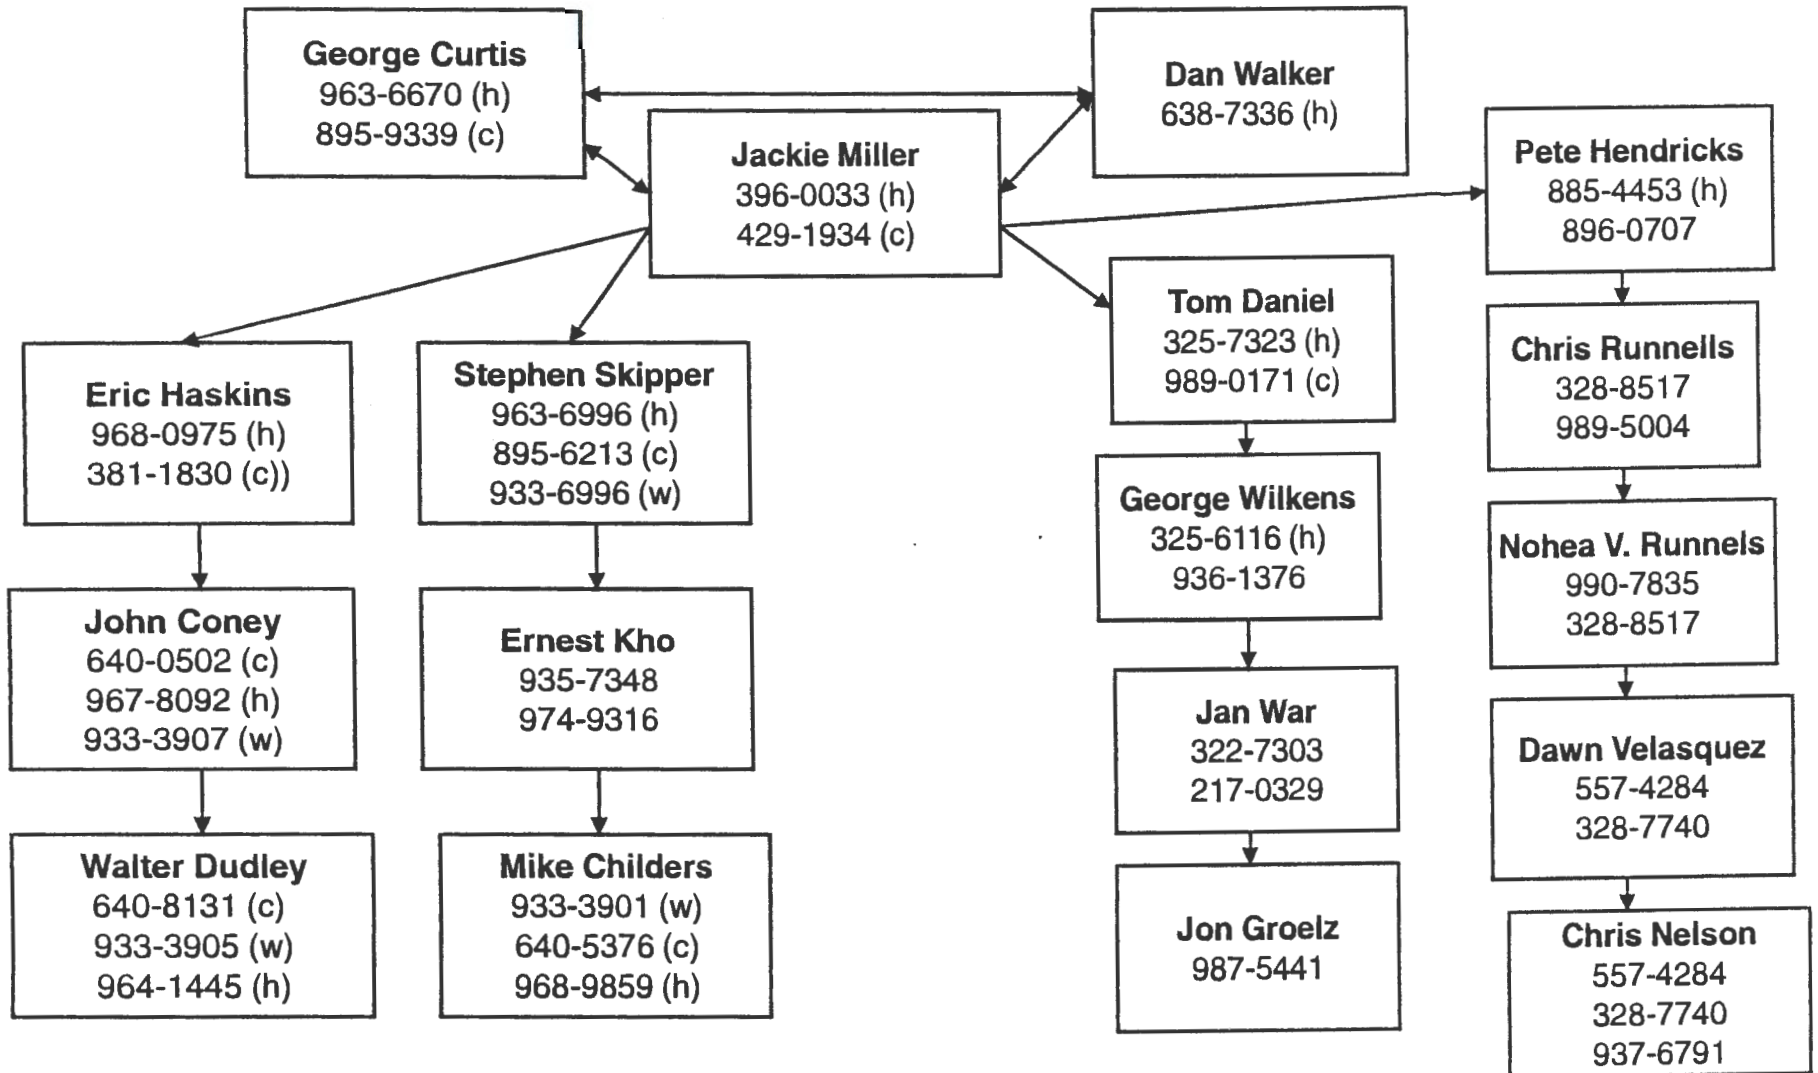 George Curtis
963-6670 (h)
895-9339 (c)
Dan Walker
638-7336 (h)
Jackie Miller
396-0033 (h)
429-1934 (c)
Pete Hendricks
885-4453 (h)
896-0707
Eric Haskins
968-0975 (h)
381-1830 (c))
Stephen Skipper
963-6996 (h)
895-6213 (c)
933-6996 (w)
Tom Daniel
325-7323 (h)
989-0171 (c)
Chris Runnells
328-8517
989-5004
George Wilkens
325-6116 (h)
936-1376
Nohea V. Runnels
990-7835
328-8517
John Coney
640-0502 (c)
967-8092 (h)
933-3907 (w)
Ernest Kho
935-7348
974-9316
Jan War
322-7303
217-0329
Dawn Velasquez
557-4284
328-7740
Walter Dudley
640-8131 (c)
933-3905 (w)
964-1445 (h)
Mike Childers
933-3901 (w)
640-5376 (c)
968-9859 (h)
Jon Groelz
987-5441
Chris Nelson
557-4284
328-7740
937-6791